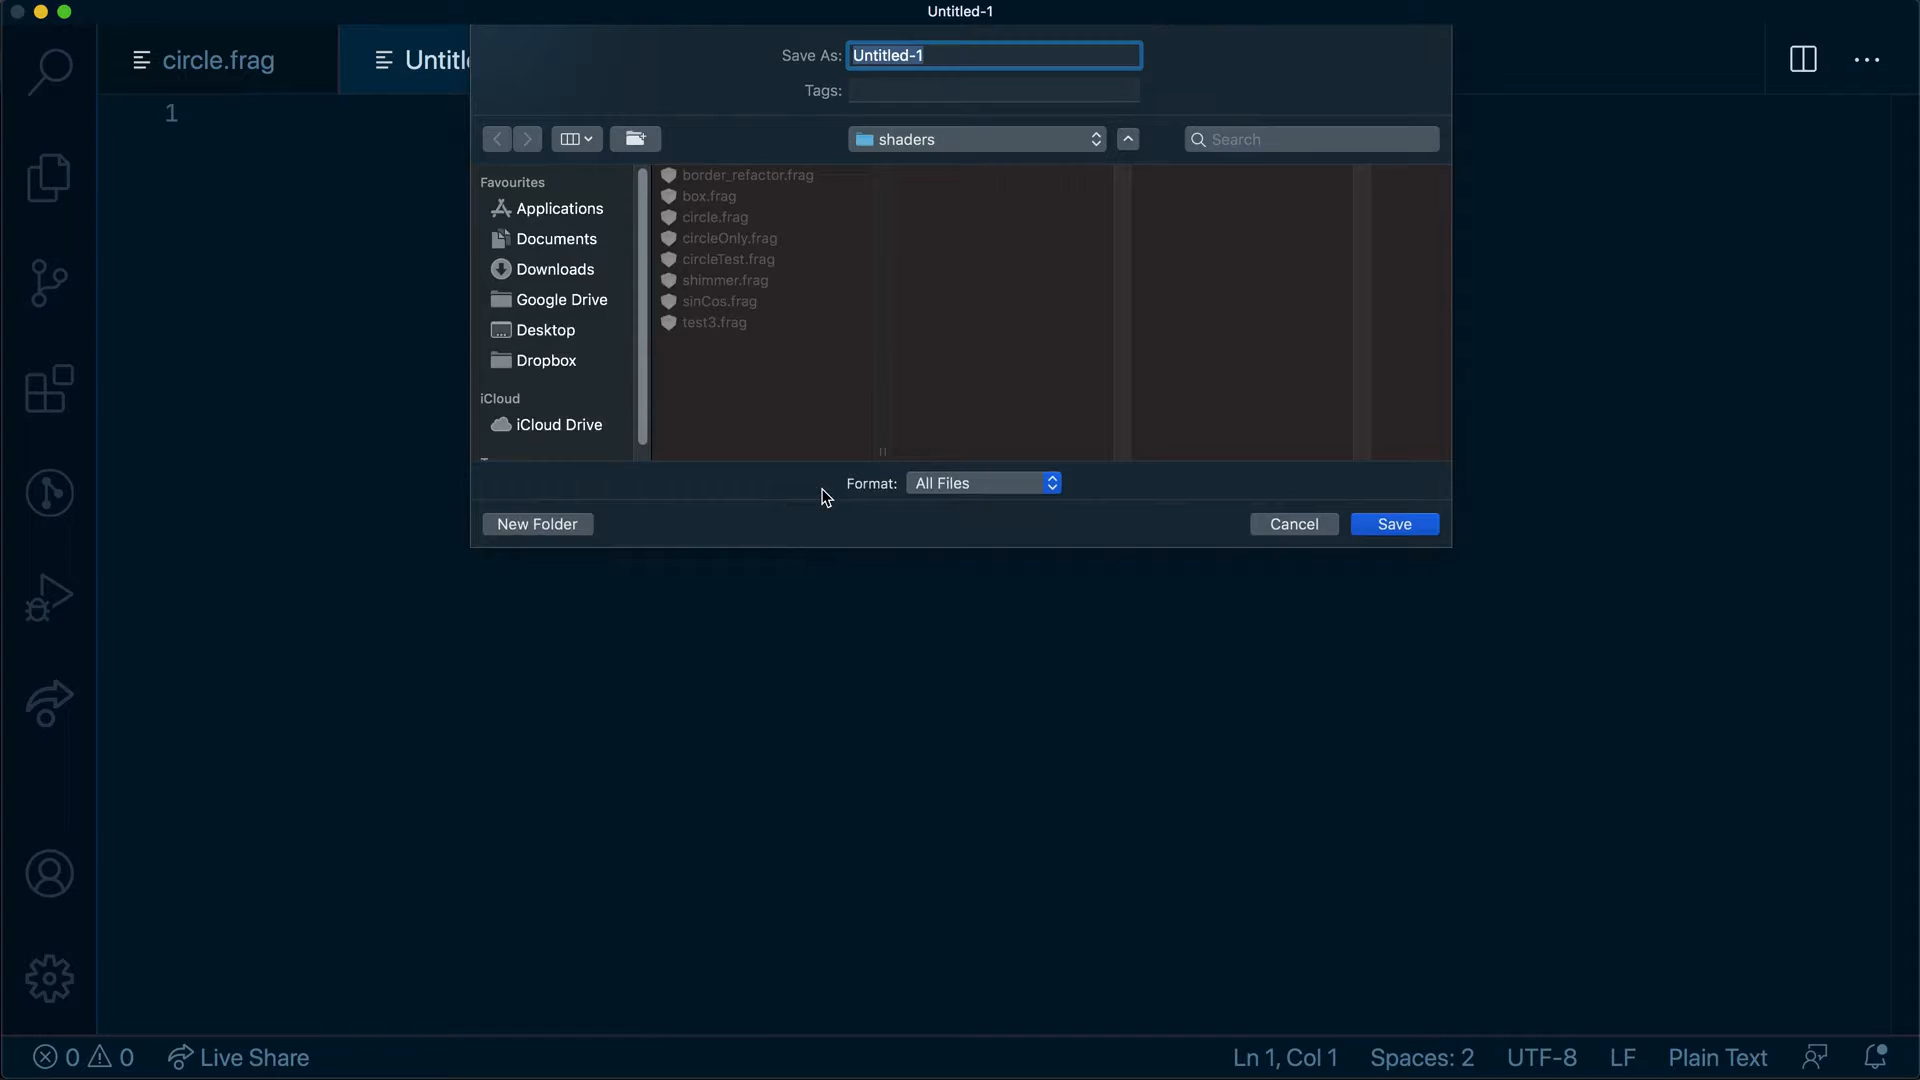 Untitled-1
circle.frag
Untitl
1
Save As: Untitled-1
Tags:
shaders
Search
Favourites
Applications
Documents
Downloads
Google Drive
Desktop
Dropbox
iCloud
iCloud Drive
border_refactor.frag
box.frag
circle.frag
circleOnly.frag
circleTest.frag
shimmer.frag
sinCos.frag
test3.frag
Format: All Files
New Folder
Cancel
Save
0 0 Live Share
Ln 1, Col 1 Spaces: 2 UTF-8 LF Plain Text